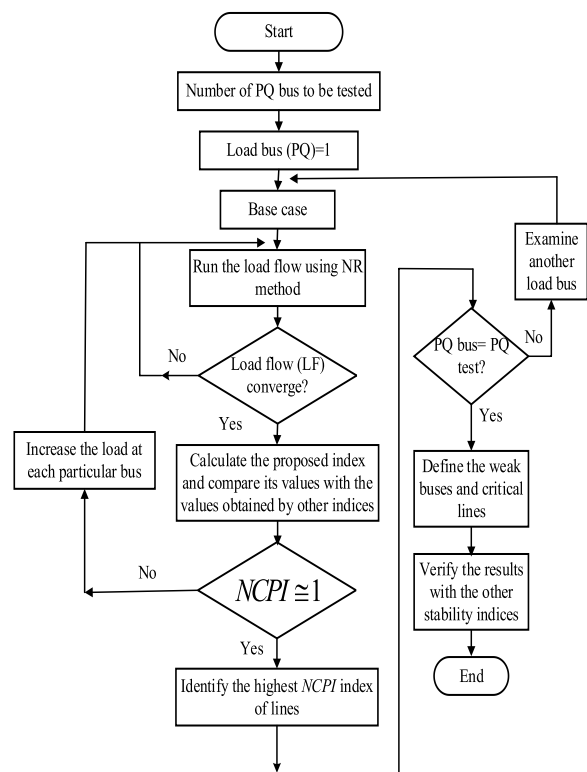 Start
Number of PQ bus to be tested
Load bus (PQ)=1
Base case
Run the load flow using NR
method
No
Load flow (LF)
converge?
Yes
Increase the load at
each particular bus
Calculate the proposed index
and compare its values with the
values obtained by other indices
No
NCPI≅1
Yes
Identify the highest NCPI index
of lines
Examine
another
load bus
PQ bus= PQ
test?
No
Yes
Define the weak
buses and critical
lines
Verify the results
with the other
stability indices
End